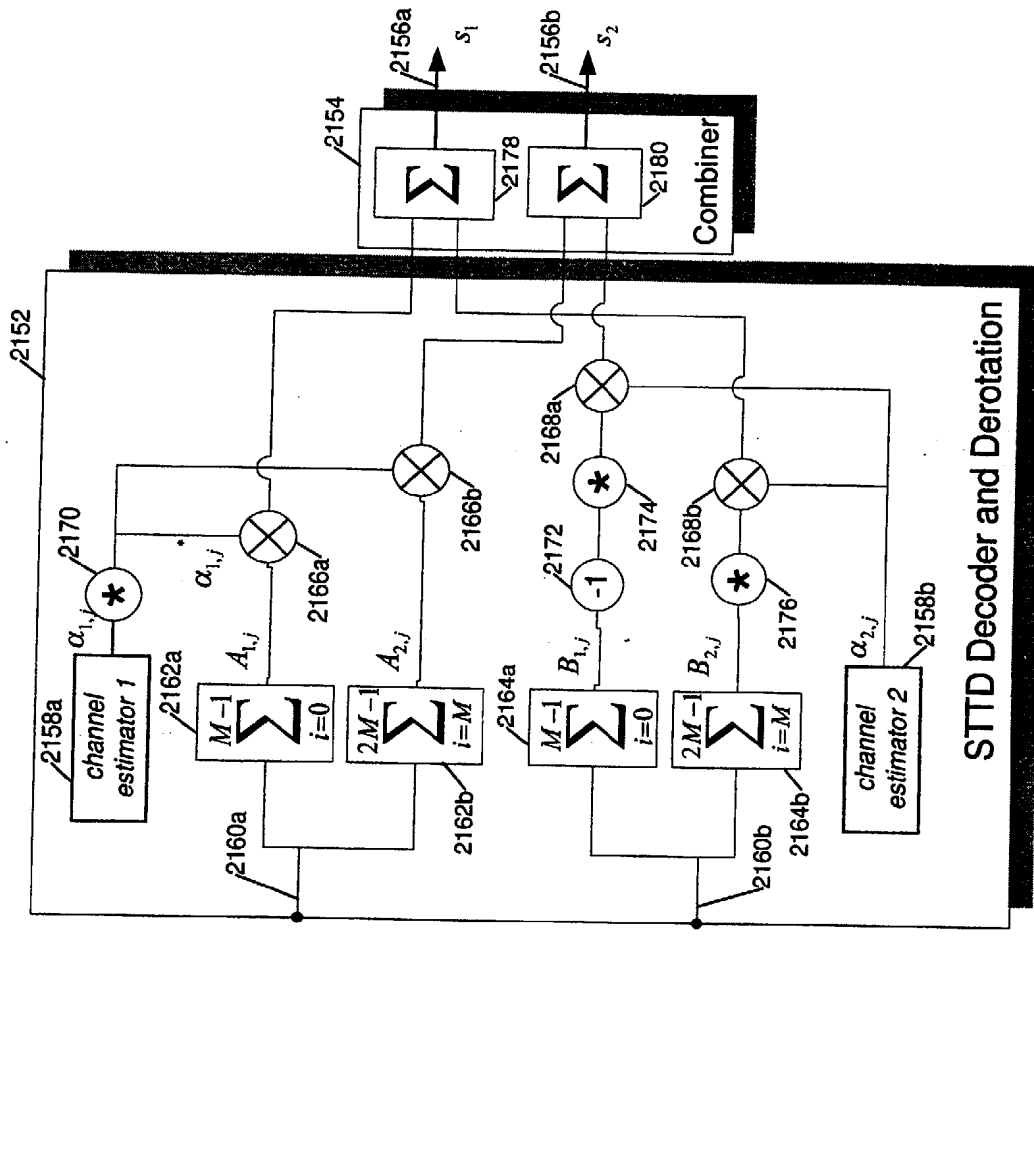 2152
2154
2156a
s₁
2156b
s₂
2178
2180
Combiner
2158a
channel
estimator 1
α₁,ⱼ
*
2170
α*₁,ⱼ
2162a
M−1
∑
i=0
A₁,ⱼ
2166a
2160a
2M−1
∑
i=M
2162b
A₂,ⱼ
2166b
2164a
M−1
∑
i=0
B₁,ⱼ
2172
-1
*
2174
2168a
2160b
2M−1
∑
i=M
2164b
B₂,ⱼ
*
2176
2168b
channel
estimator 2
α₂,ⱼ
2158b
∑
∑
STTD Decoder and Derotation